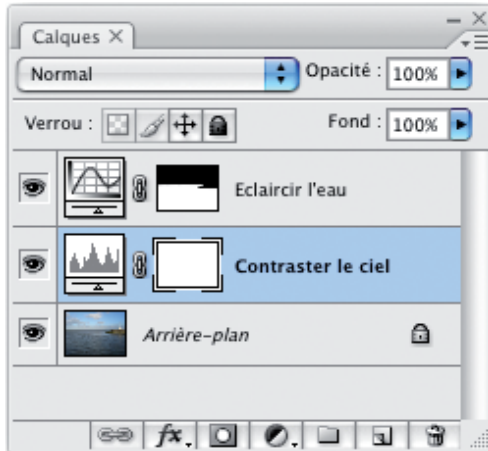 Calques
Normal Opacité : 100%
Verrou : Fond : 100%
Eclaircir l'eau
Contraster le ciel
Arrière-plan
fx